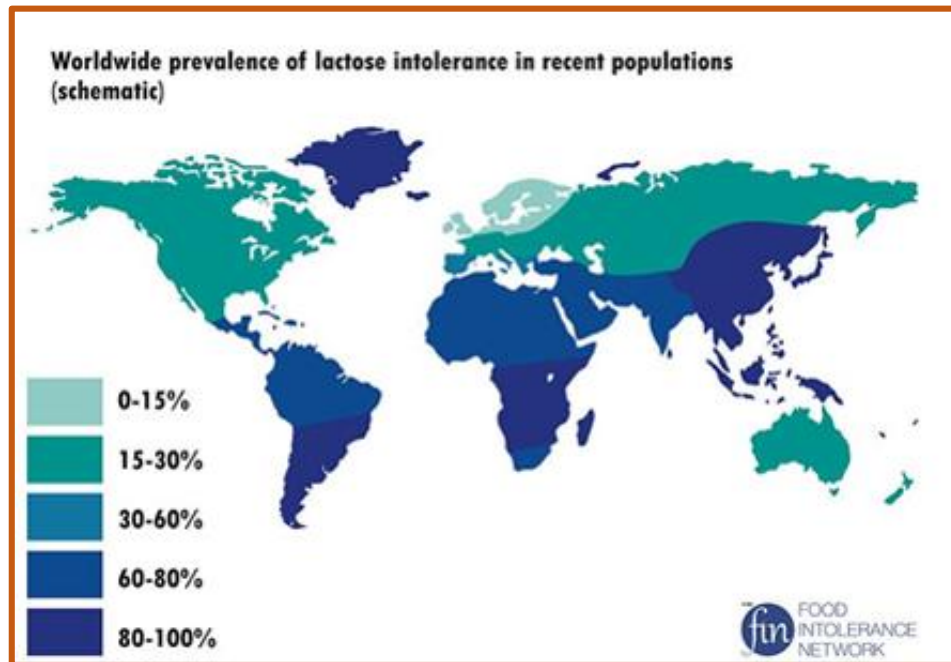 Worldwide prevalence of lactose intolerance in recent populations
(schematic)
0-15%
15-30%
30-60%
60-80%
80-100%
fin
FOOD
INTOLERANCE
NETWORK